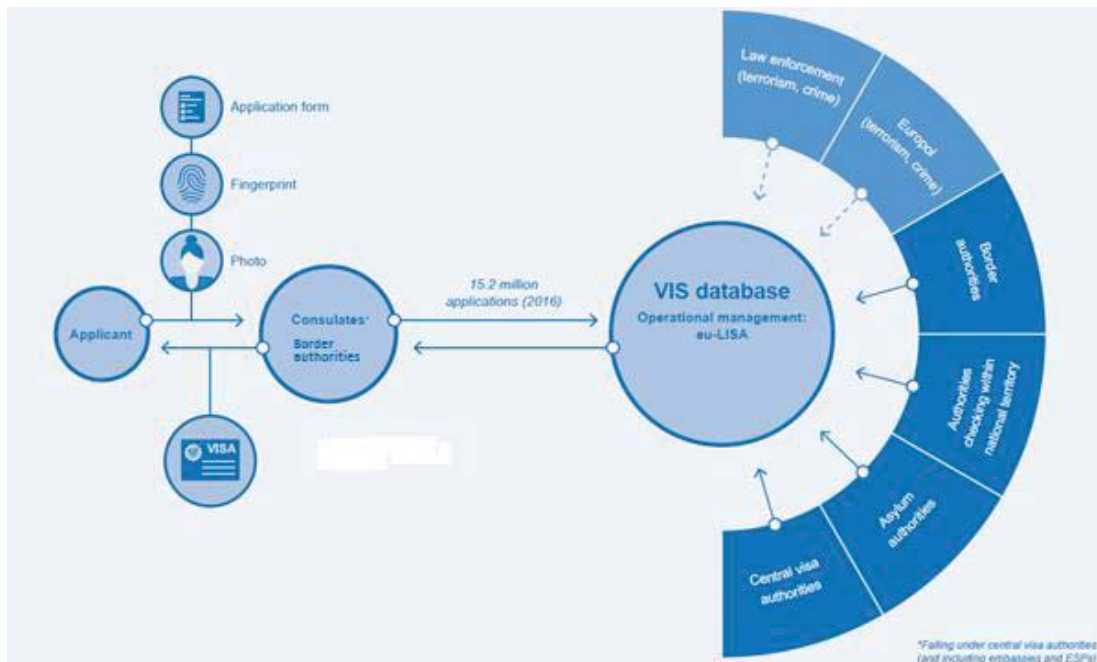 Application form
Fingerprint
Photo
Applicant
Consulates*
Border
authorities
VISA
15.2 million
applications (2016)
VIS database
Operational management:
eu-LISA
Law enforcement
(terrorism, crime)
Europol
(terrorism, crime)
Border
authorities
Authorities
checking within
national territory
Asylum
authorities
Central visa
authorities
*Falling under central visa authorities
(and including embassies and ESPs)